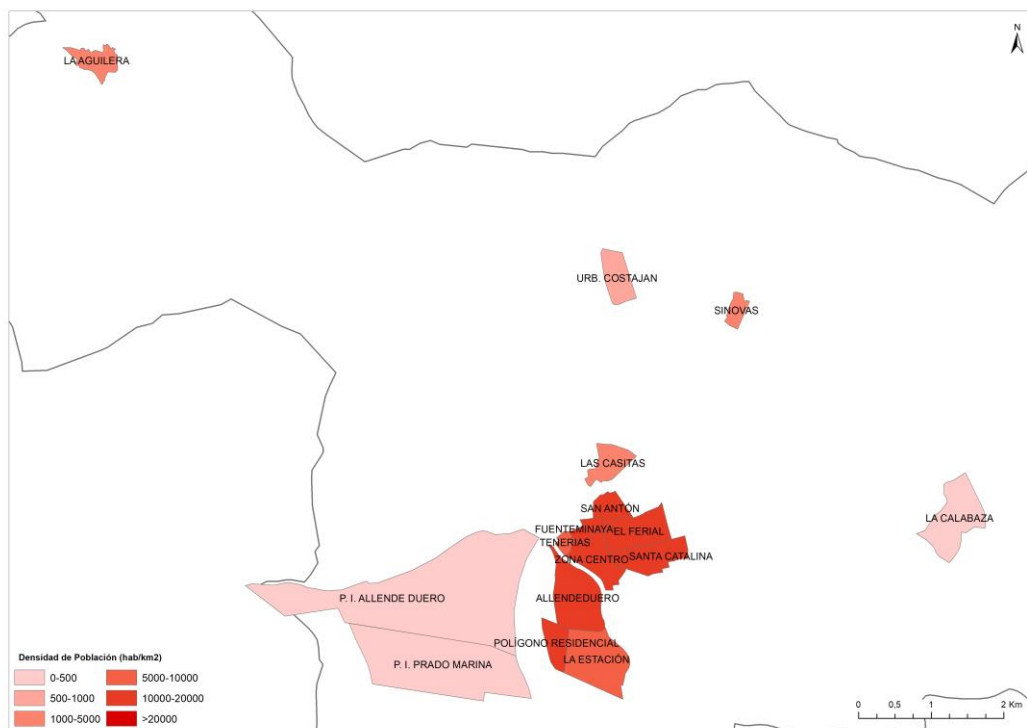 N
LA AGUILERA
URB. COSTAJAN
SINOVAS
LAS CASITAS
SAN ANTÓN
LA CALABAZA
FUENTEMINAYA
EL FERIAL
TENERIAS
ZONA CENTRO
SANTA CATALINA
P. I. ALLENDE DUERO
ALLENDEDUERO
POLÍGONO RESIDENCIAL
LA ESTACIÓN
P. I. PRADO MARINA
Densidad de Población (hab/km2)
0-500
5000-10000
500-1000
10000-20000
1000-5000
>20000
0 0,5 1 2 Km